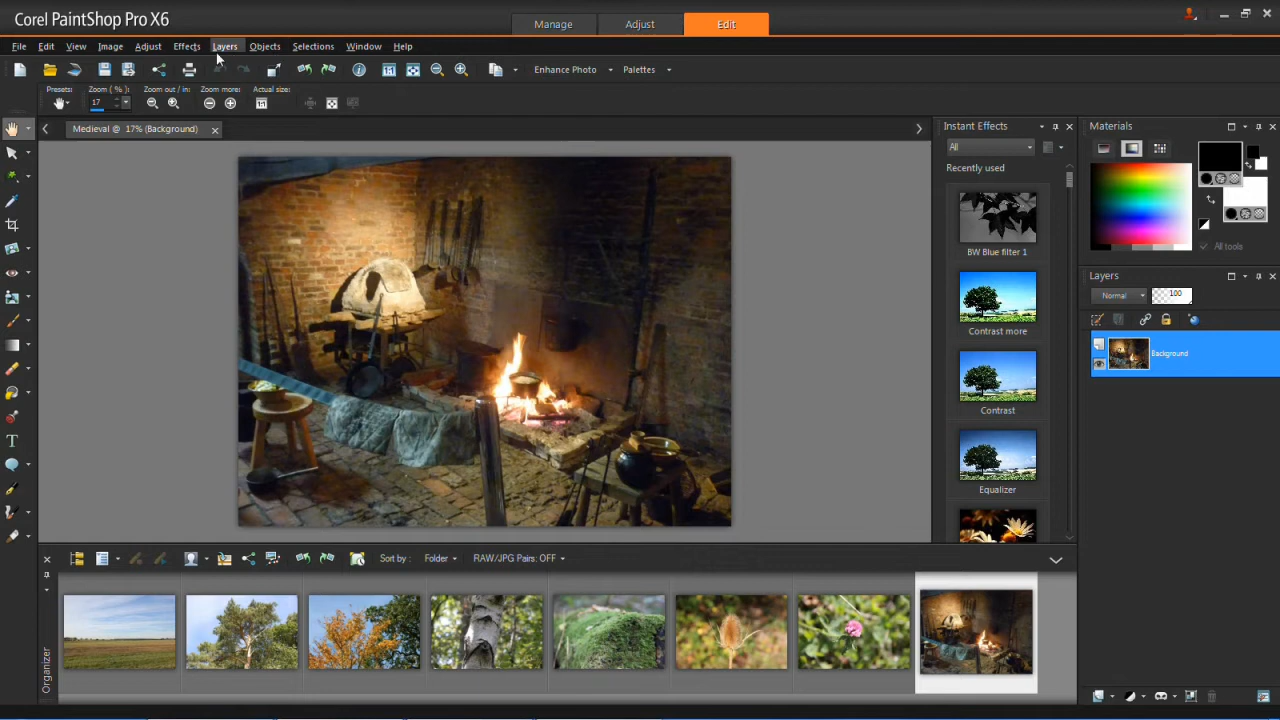 Corel PaintShop Pro X6
Manage Adjust Edit
File Edit View Image Adjust Effects Layers Objects Selections Window Help
Enhance Photo Palettes
Presets: Zoom ( % ): Zoom out / in: Zoom more: Actual size:
17
Medieval @ 17% (Background)
Instant Effects
All
Recently used
BW Blue filter 1
Contrast more
Contrast
Equalizer
Materials
All tools
Layers
Normal 100
Background
Sort by : Folder RAW/JPG Pairs: OFF
Organizer